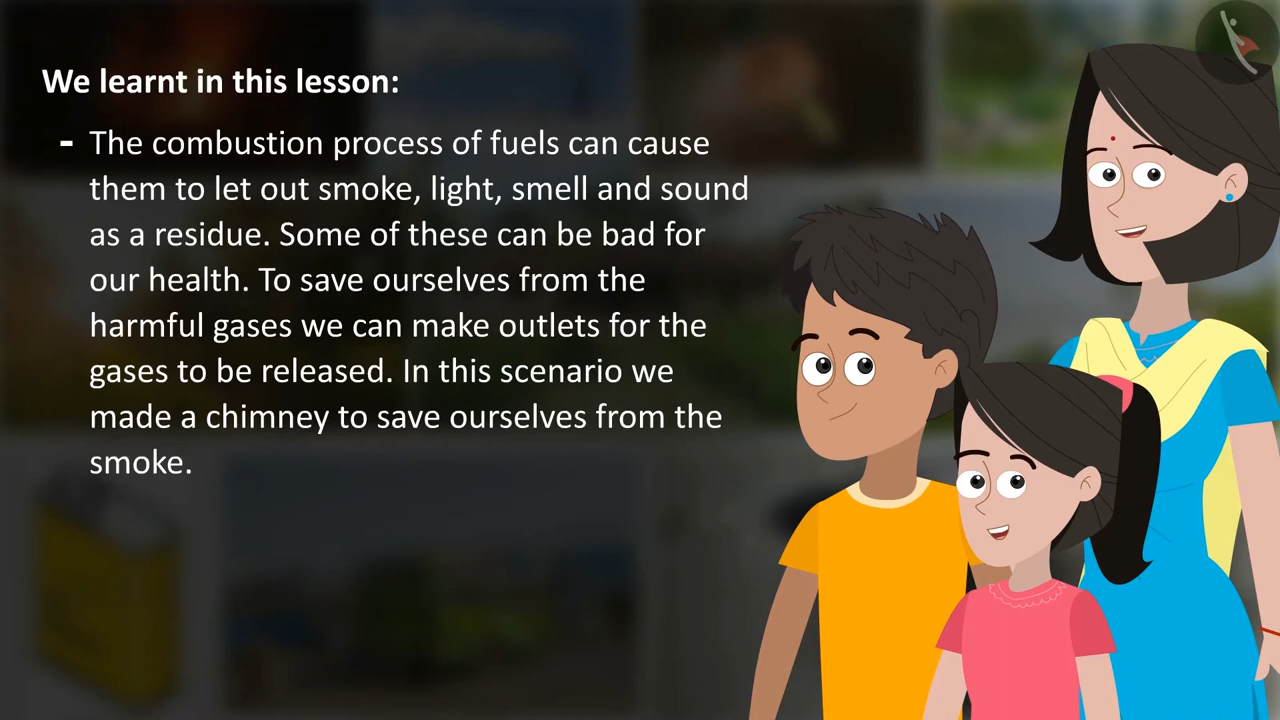 We learnt in this lesson:
- The combustion process of fuels can cause
them to let out smoke, light, smell and sound
as a residue. Some of these can be bad for
our health. To save ourselves from the
harmful gases we can make outlets for the
gases to be released. In this scenario we
made a chimney to save ourselves from the
smoke.